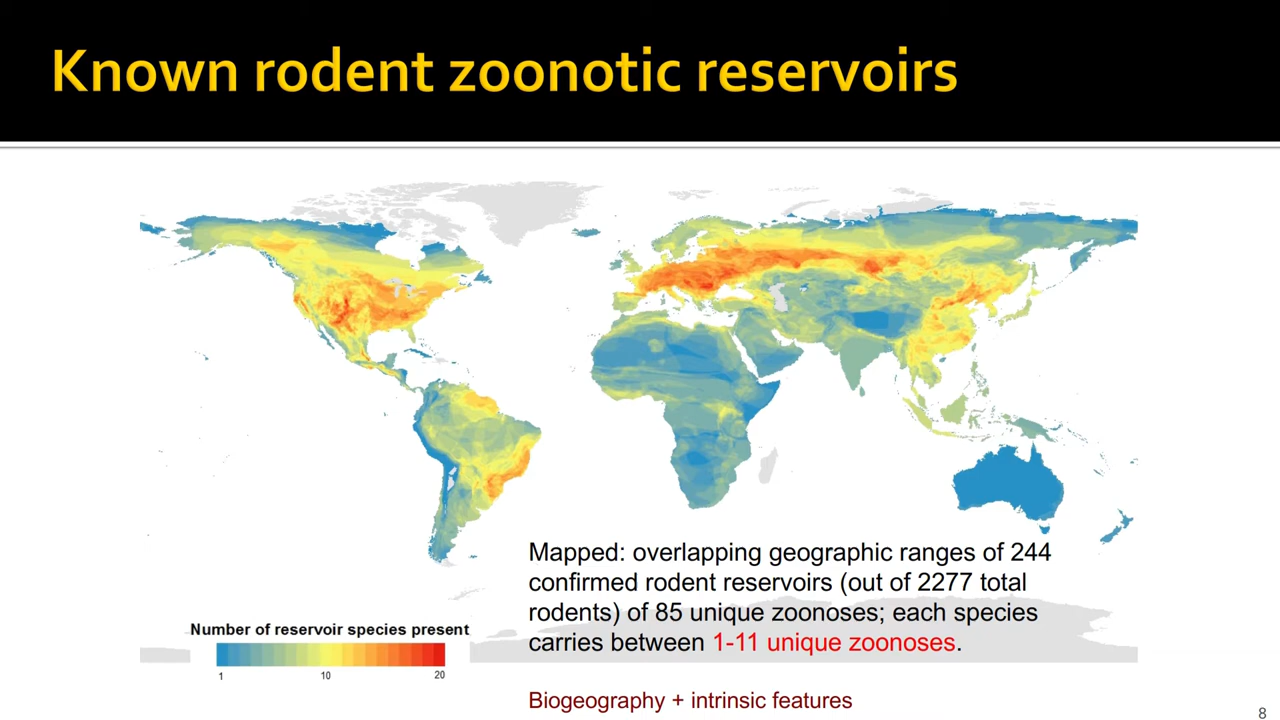 Known rodent zoonotic reservoirs
Mapped: overlapping geographic ranges of 244
confirmed rodent reservoirs (out of 2277 total
rodents) of 85 unique zoonoses; each species
carries between 1-11 unique zoonoses.
Number of reservoir species present
1 10 20
Biogeography + intrinsic features
8